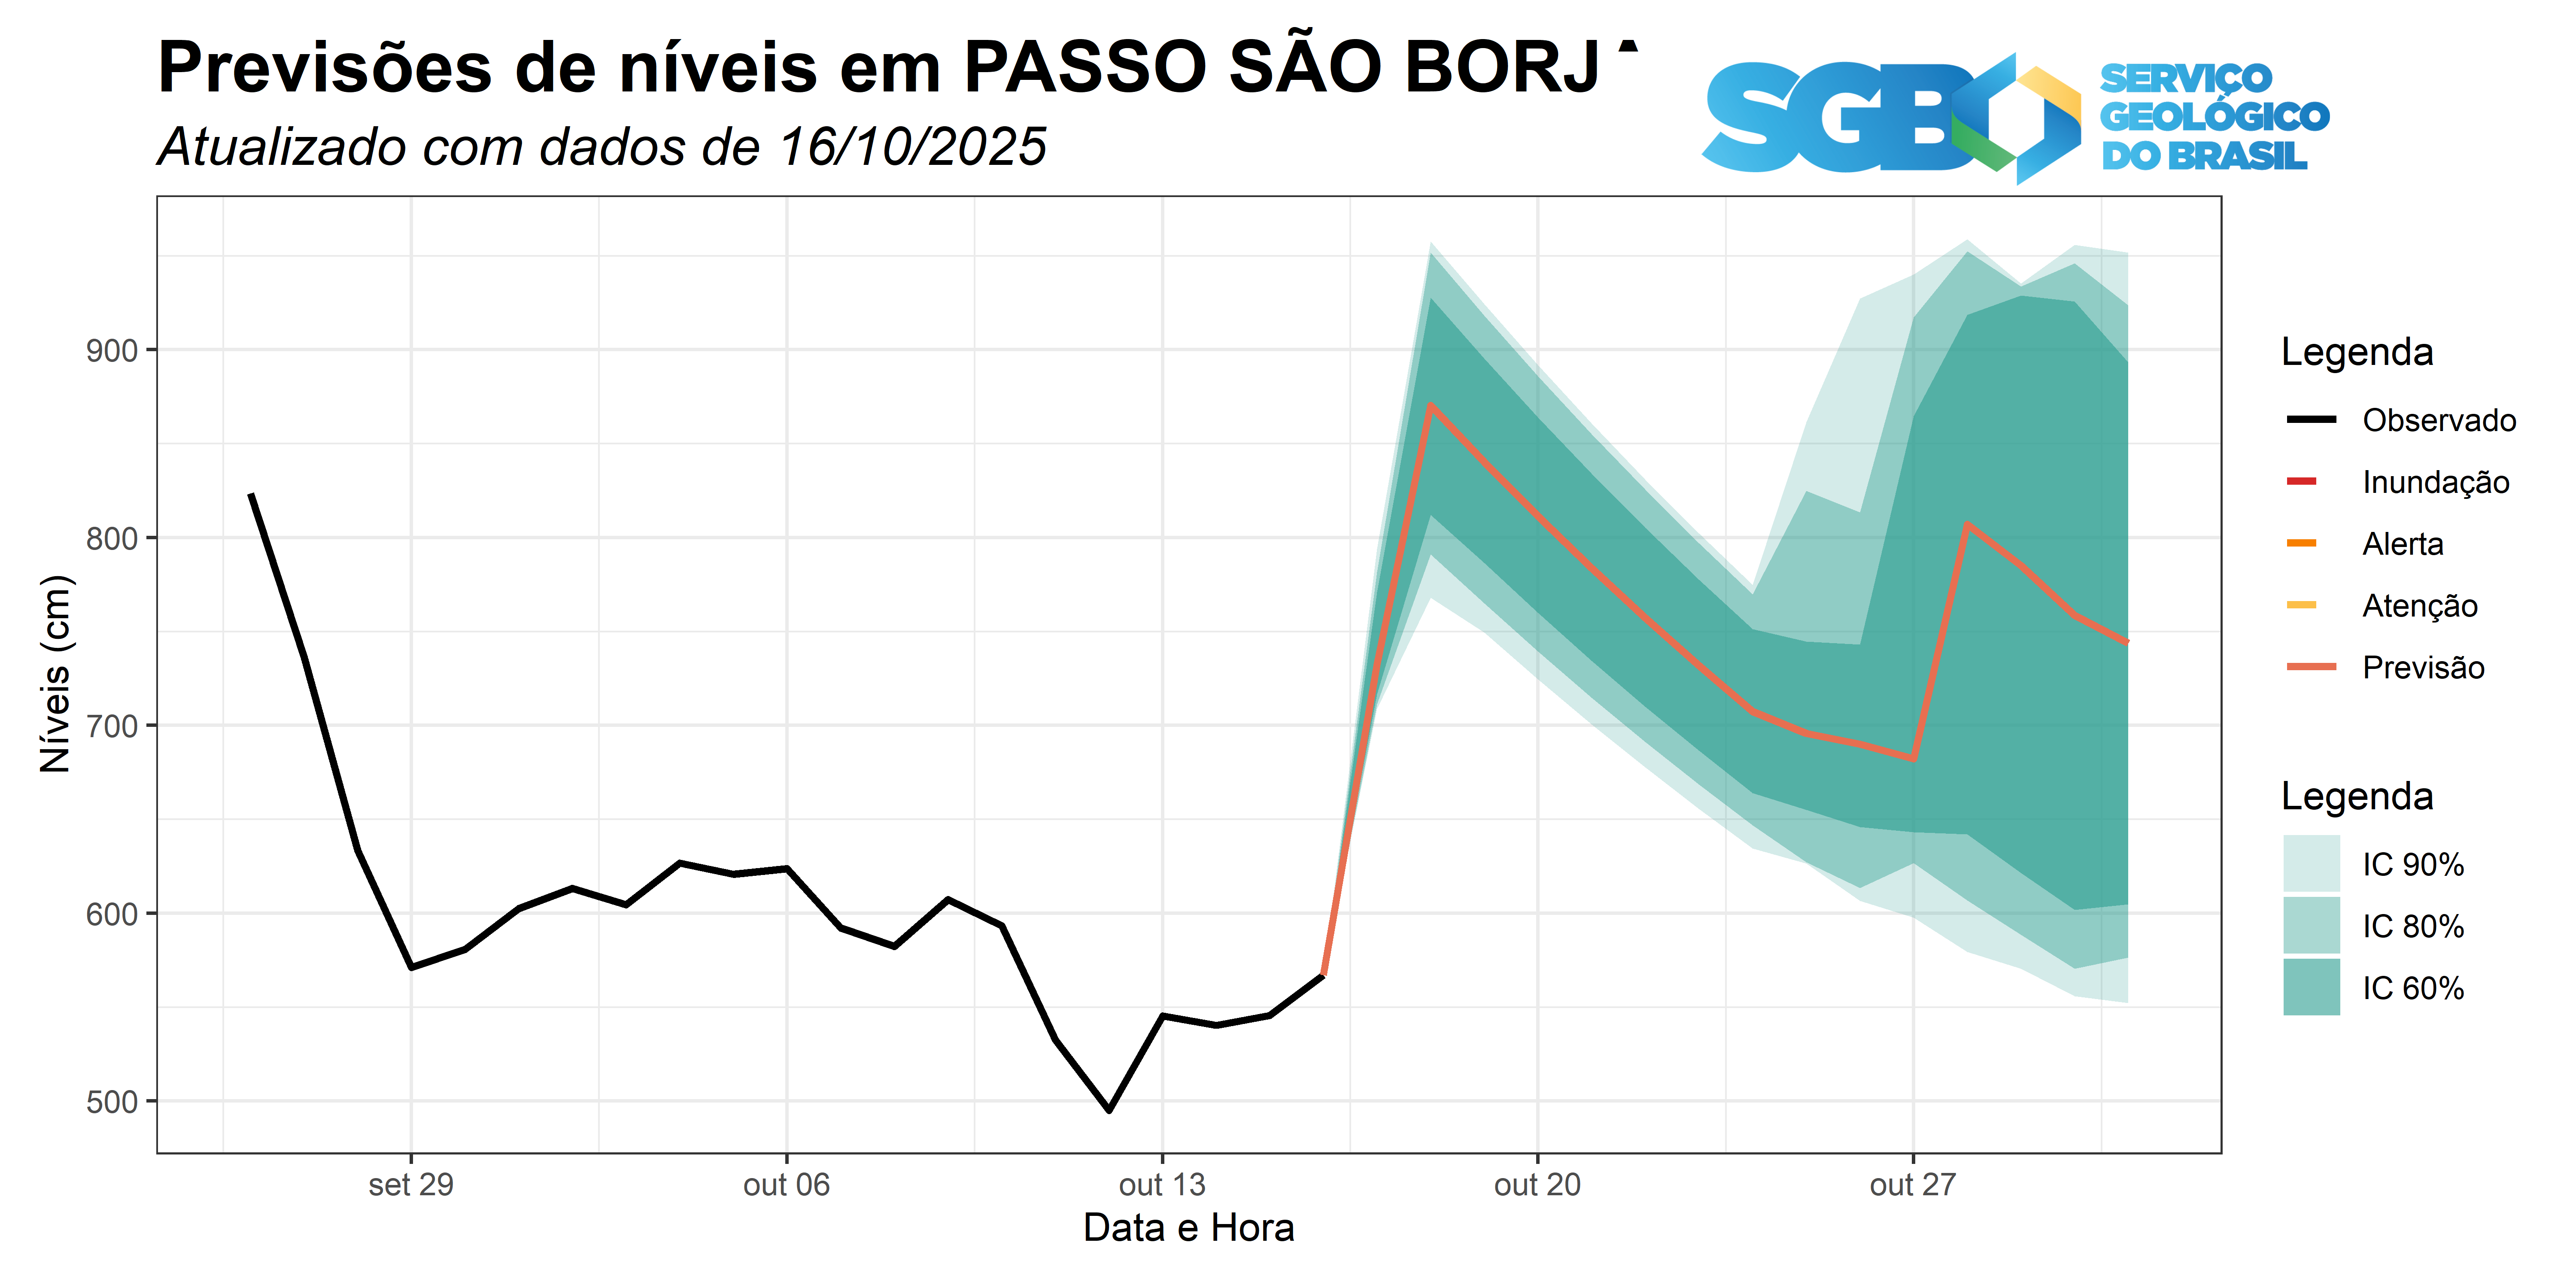 Previsões de níveis em PASSO SÃO BORJ
Atualizado com dados de 16/10/2025
SGB
SERVIÇO
GEOLÓGICO
DO BRASIL
Níveis (cm)
900
800
700
600
500
set 29
out 06
out 13
out 20
out 27
Data e Hora
Legenda
Observado
Inundação
Alerta
Atenção
Previsão
Legenda
IC 90%
IC 80%
IC 60%